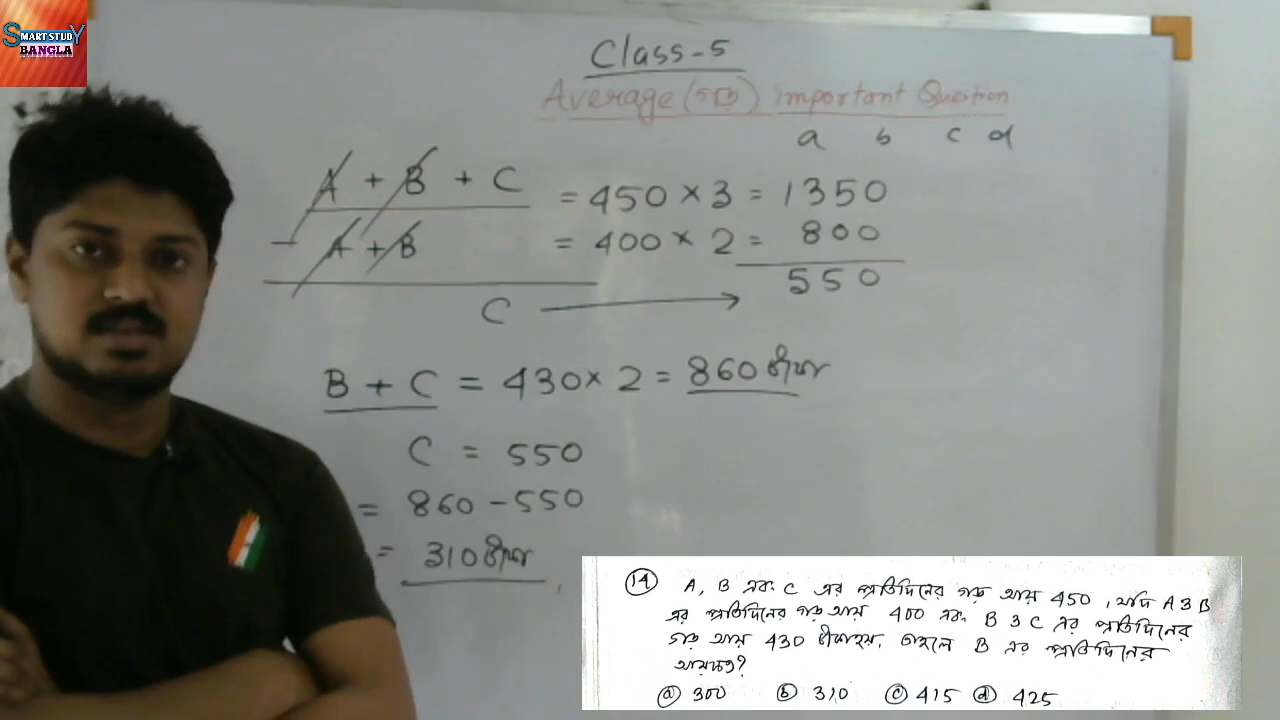 SMART STUDY
BANGLA
Class-5
Average (গড়) important Question
a b c d
A + B + C = 450 × 3 = 1350
- A + B = 400 × 2 = 800
550
C →
B + C = 430 × 2 = 860 টাকা
C = 550
= 860 - 550
= 310 টাকা
14 A, B এবং C এর প্রতিদিনের গড় আয় 450, যদি A ও B
এর প্রতিদিনের গড় আয় 400 এবং B ও C এর প্রতিদিনের
গড় আয় 430 টাকা হয়, তাহলে B এর প্রতিদিনের
আয় কত?
a 300 b 310 c 415 d 425